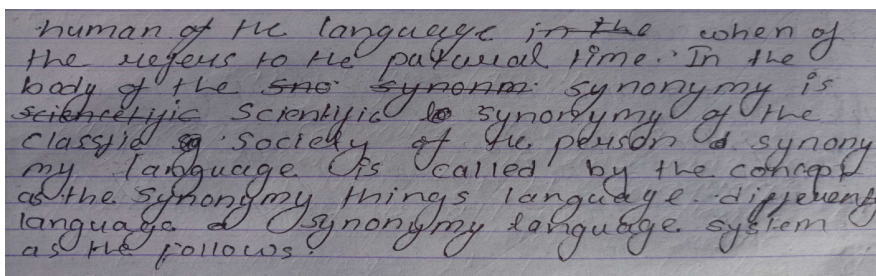 human of the language in the when of
the refers to the patural time. In the
body of the sno synonm synonymy is
sciencetific Scientific synonymy of the
classfic Society of the person d synony
my language is called by the concept
as the synonymy things language different
language d synonymy language system
as the follows.